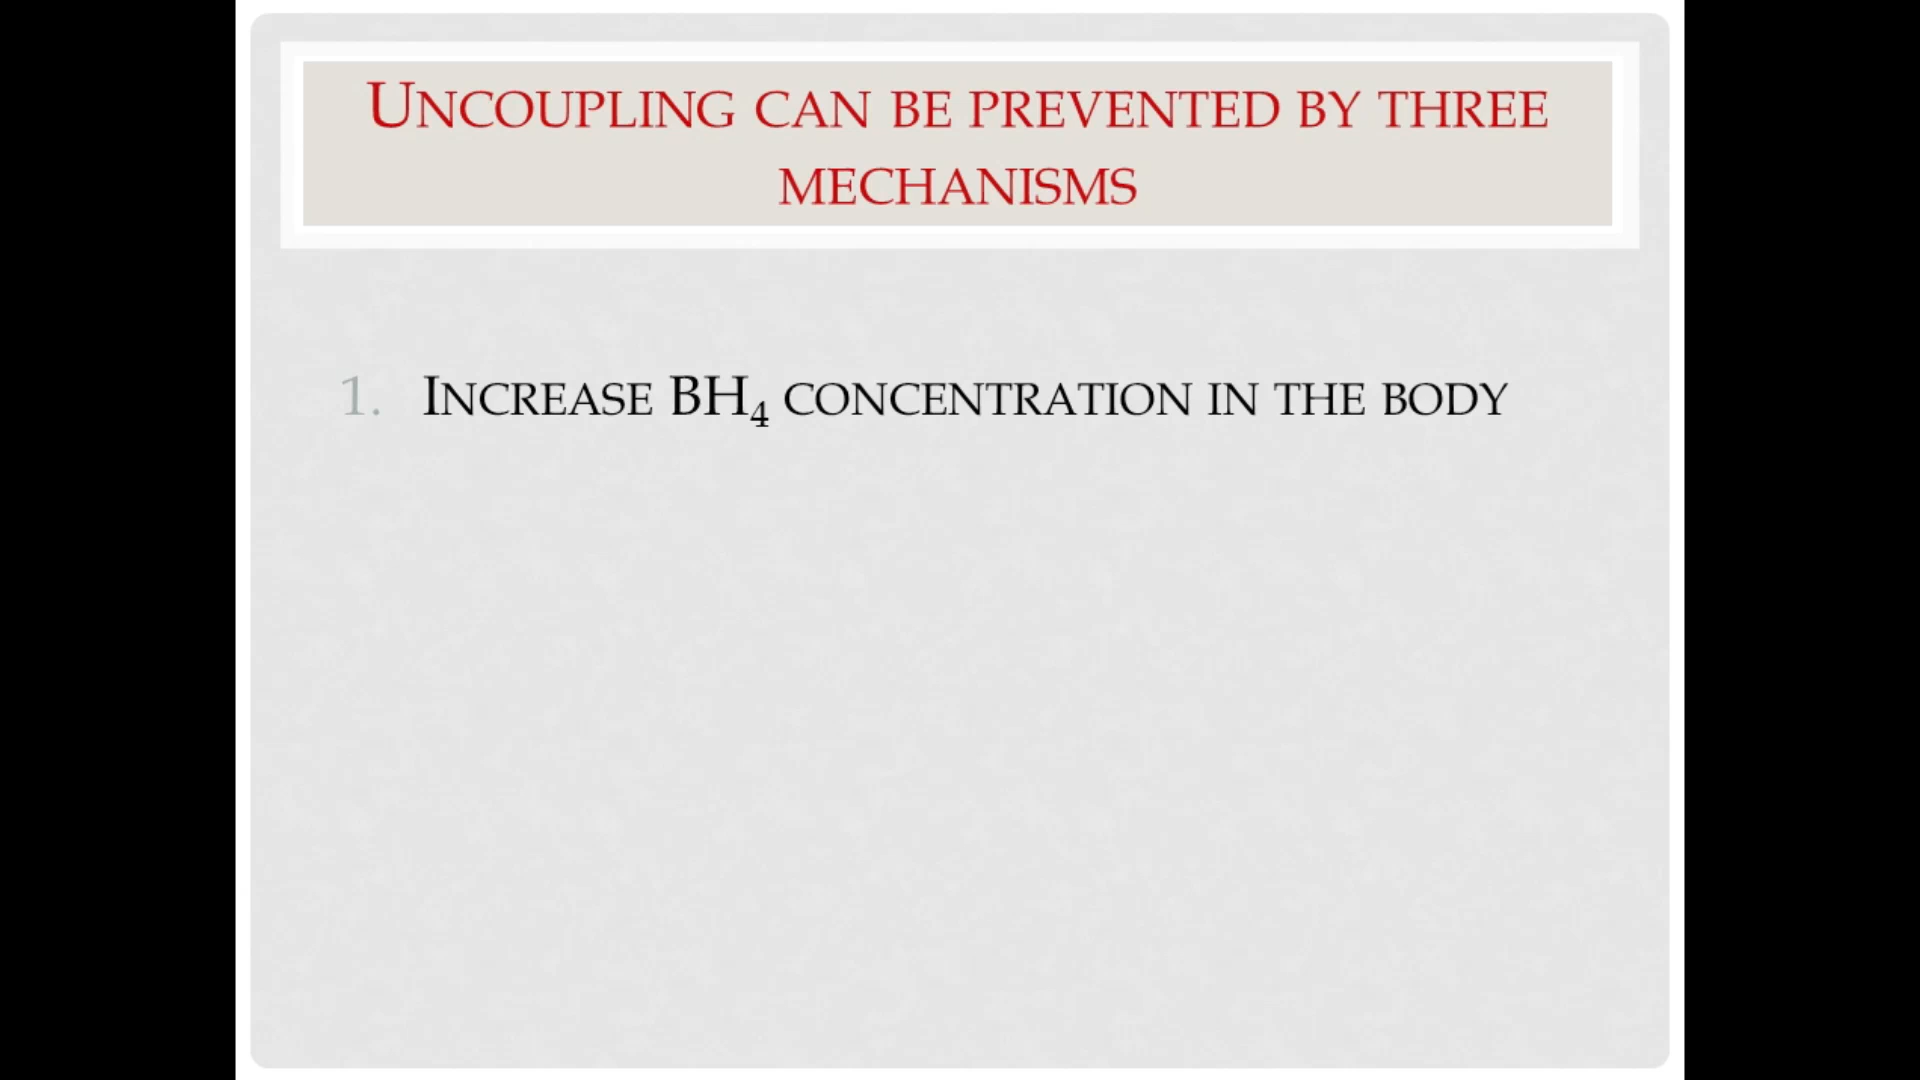 UNCOUPLING CAN BE PREVENTED BY THREE
MECHANISMS
1. INCREASE BH₄ CONCENTRATION IN THE BODY